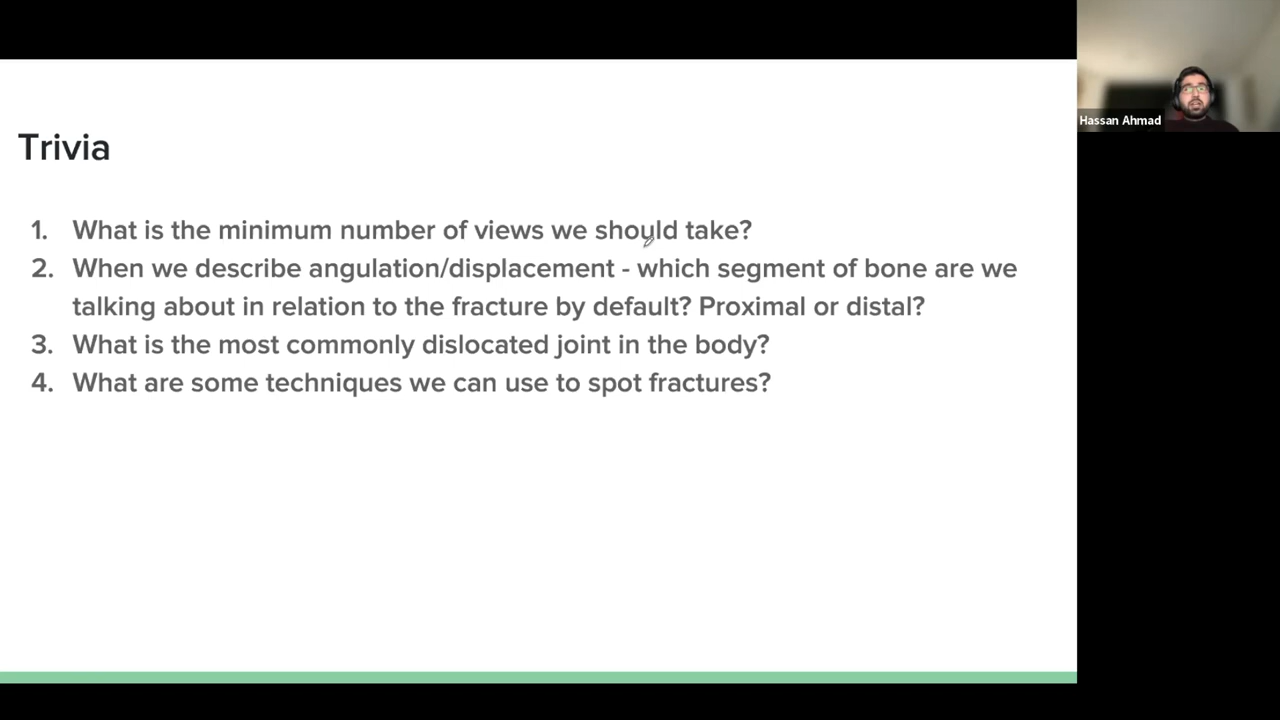 Trivia
1. What is the minimum number of views we should take?
2. When we describe angulation/displacement - which segment of bone are we
talking about in relation to the fracture by default? Proximal or distal?
3. What is the most commonly dislocated joint in the body?
4. What are some techniques we can use to spot fractures?
Hassan Ahmad